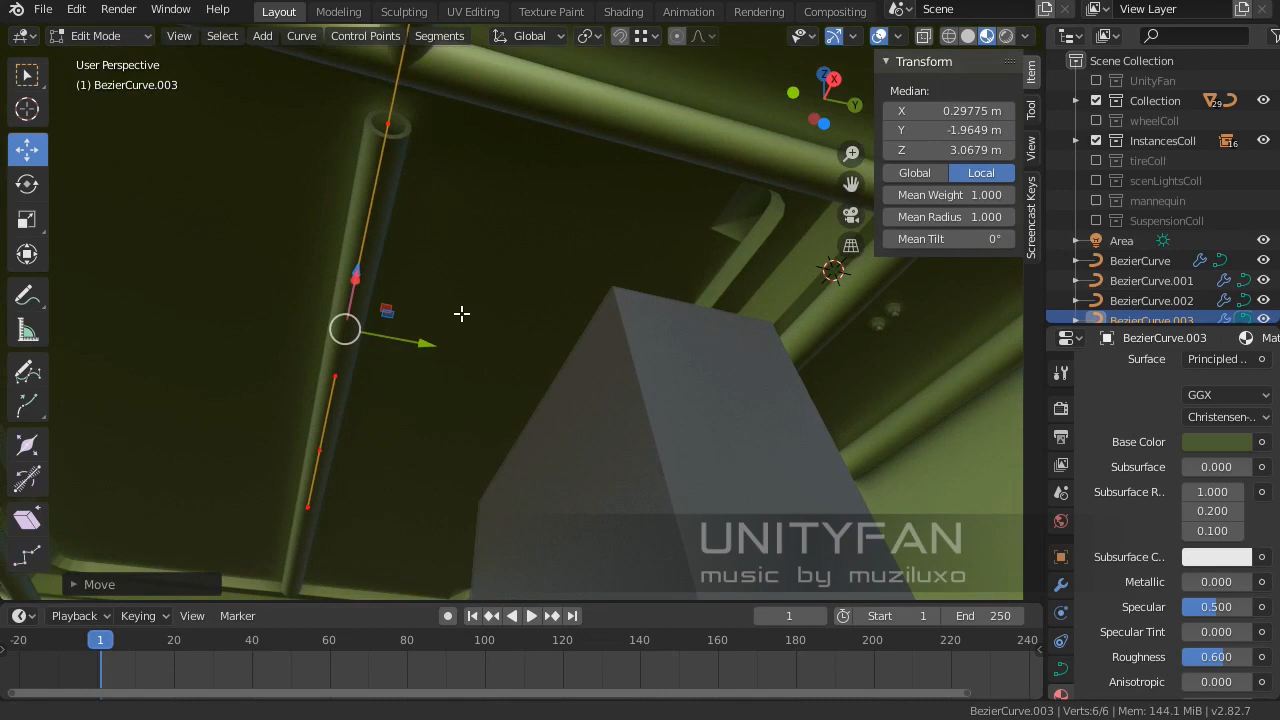 File Edit Render Window Help Layout Modeling Sculpting UV Editing Texture Paint Shading Animation Rendering Compositing Scene View Layer
Edit Mode View Select Add Curve Control Points Segments Global
User Perspective
(1) BezierCurve.003
Transform
Median:
X 0.29775 m
Y -1.9649 m
Z 3.0679 m
Global Local
Mean Weight 1.000
Mean Radius 1.000
Mean Tilt 0°
Item
Tool
View
Screencast Keys
Z
X
Y
Scene Collection
UnityFan
Collection 29
wheelColl
InstancesColl 16
tireColl
scenLightsColl
mannequin
SuspensionColl
Area
BezierCurve
BezierCurve.001
BezierCurve.002
BezierCurve.003
BezierCurve.003 Mat
Surface Principled ..
GGX
Christensen-..
Base Color
Subsurface 0.000
Subsurface R.. 1.000
0.200
0.100
Subsurface C..
Metallic 0.000
Specular 0.500
Specular Tint 0.000
Roughness 0.600
Anisotropic 0.000
UNITYFAN
music by muziluxo
Move
Playback Keying View Marker 1 Start 1 End 250
-20 1 20 40 60 80 100 120 140 160 180 200 220 240
BezierCurve.003 | Verts:6/6 | Mem: 144.1 MiB | v2.82.7